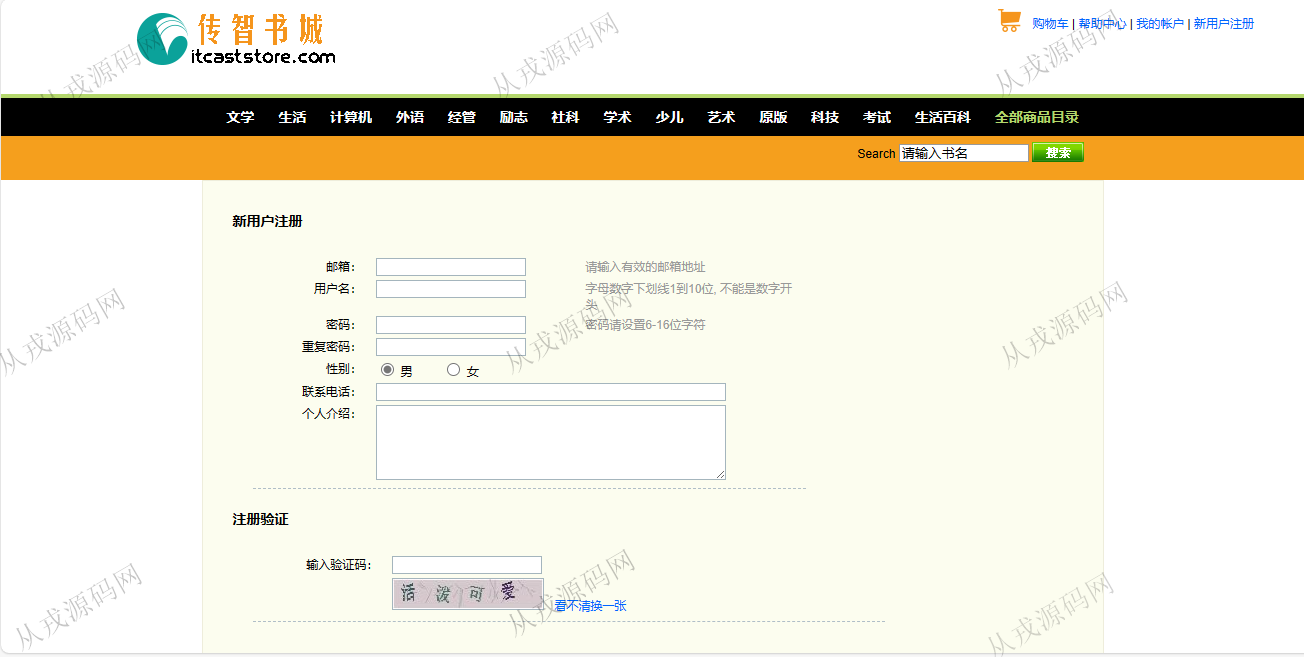 传智书城
itcaststore.com
购物车 | 帮助中心 | 我的帐户 | 新用户注册
文学 生活 计算机 外语 经管 励志 社科 学术 少儿 艺术 原版 科技 考试 生活百科 全部商品目录
Search 请输入书名 搜索
新用户注册
邮箱： 请输入有效的邮箱地址
用户名： 字母数字下划线1到10位, 不能是数字开
头
密码： 密码请设置6-16位字符
重复密码：
性别： 男 女
联系电话：
个人介绍：
注册验证
输入验证码：
活泼可爱
看不清换一张
从戎源码网
从戎源码网
从戎源码网
从戎源码网
从戎源码网
从戎源码网
从戎源码网
从戎源码网
从戎源码网